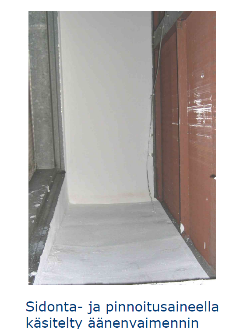 Sidonta- ja pinnoitusaineella
käsitelty äänenvaimennin